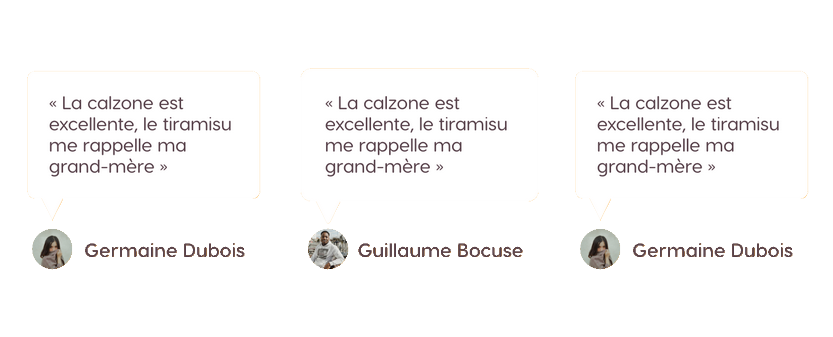 « La calzone est
excellente, le tiramisu
me rappelle ma
grand-mère »
Germaine Dubois
« La calzone est
excellente, le tiramisu
me rappelle ma
grand-mère »
Guillaume Bocuse
« La calzone est
excellente, le tiramisu
me rappelle ma
grand-mère »
Germaine Dubois